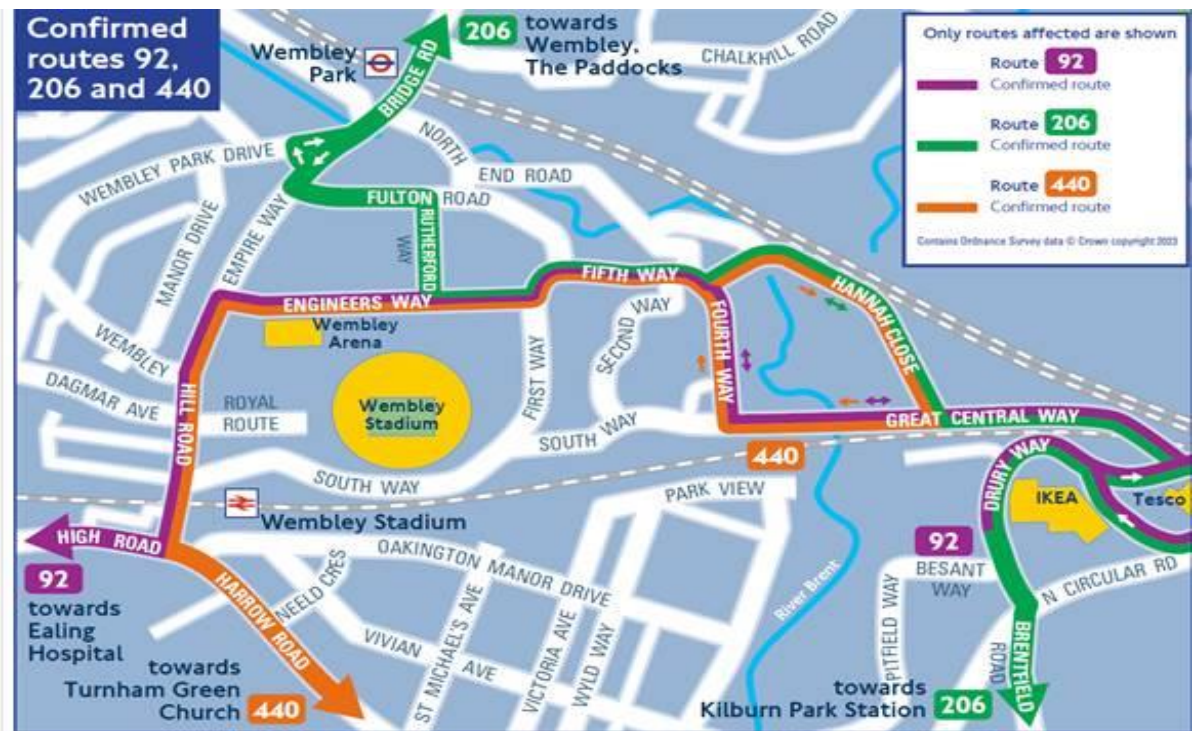 Confirmed
routes 92,
206 and 440
206
towards
Wembley,
The Paddocks
Wembley
Park
BRIDGE RD
CHALKHILL ROAD
Only routes affected are shown
Route 92
Confirmed route
Route 206
Confirmed route
Route 440
Confirmed route
Contains Ordnance Survey data © Crown copyright 2023
WEMBLEY PARK DRIVE
NORTH
END ROAD
MANOR DRIVE
EMPIRE WAY
FULTON ROAD
RUTHERFORD
WAY
ENGINEERS WAY
FIFTH WAY
HANNAH CLOSE
Wembley
Arena
SECOND WAY
FOURTH WAY
FIRST WAY
WEMBLEY
HILL ROAD
DAGMAR AVE
ROYAL
ROUTE
Wembley
Stadium
SOUTH WAY
GREAT CENTRAL WAY
440
SOUTH WAY
DRURY WAY
IKEA
Tesco
PARK VIEW
Wembley Stadium
HIGH ROAD
92
towards
Ealing
Hospital
OAKINGTON MANOR DRIVE
NEELD CRES
HARROW ROAD
VIVIAN AVE
ST MICHAEL'S AVE
VICTORIA AVE
WYLD WAY
River Brent
92
BESANT
WAY
PITFIELD WAY
N CIRCULAR RD
BRENTFIELD
ROAD
towards
Turnham Green
Church 440
towards
Kilburn Park Station 206